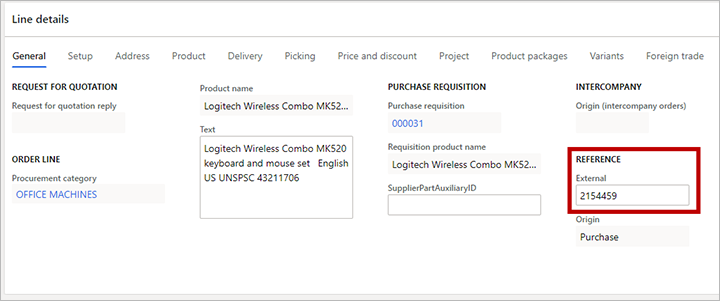 Line details
General Setup Address Product Delivery Picking Price and discount Project Product packages Variants Foreign trade
REQUEST FOR QUOTATION
Request for quotation reply
ORDER LINE
Procurement category
OFFICE MACHINES
Product name
Logitech Wireless Combo MK52...
Text
Logitech Wireless Combo MK520
keyboard and mouse set English
US UNSPSC 43211706
PURCHASE REQUISITION
Purchase requisition
000031
Requisition product name
Logitech Wireless Combo MK52...
SupplierPartAuxiliaryID
INTERCOMPANY
Origin (intercompany orders)
REFERENCE
External
2154459
Origin
Purchase